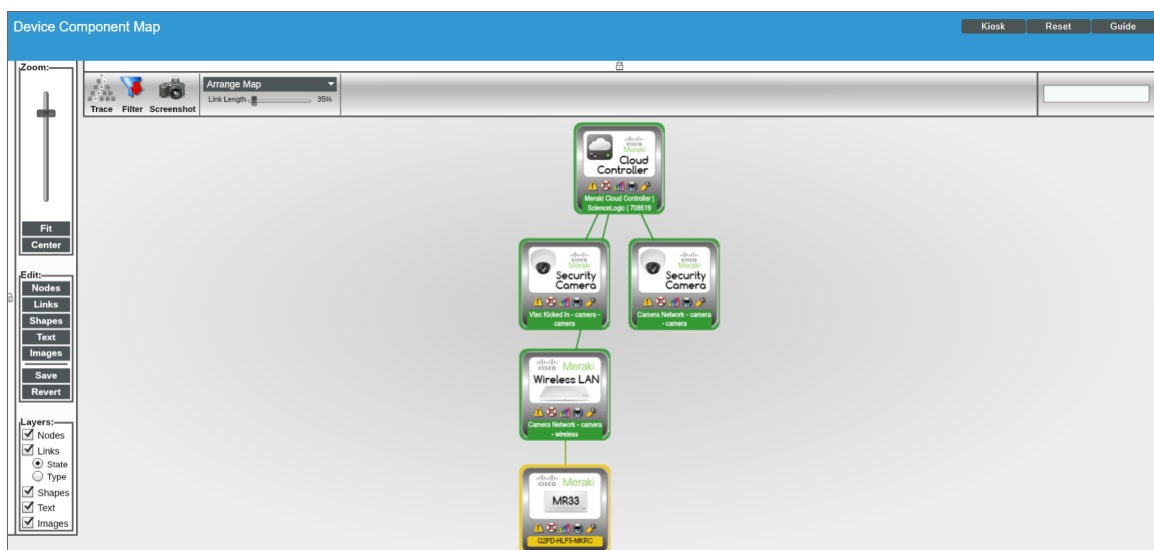 Device Component Map
Kiosk Reset Guide
Zoom:
Arrange Map
Link Length 35%
Trace Filter Screenshot
Fit
Center
Edit:
Nodes
Links
Shapes
Text
Images
Save
Revert
Layers:
Nodes
Links
State
Type
Shapes
Text
Images
cisco
Meraki
Cloud
Controller
Meraki Cloud Controller |
ScienceLogic | 708519
cisco
Meraki
Security
Camera
Vtec Kicked In - camera -
camera
cisco
Meraki
Security
Camera
Camera Network - camera
- camera
cisco Meraki
Wireless LAN
Camera Network - camera
- wireless
cisco Meraki
MR33
Q2PD-HLF5-MKRC